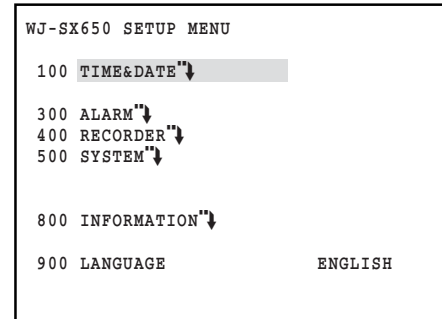 WJ-SX650 SETUP MENU
100 TIME&DATE
300 ALARM
400 RECORDER
500 SYSTEM
800 INFORMATION
900 LANGUAGE ENGLISH